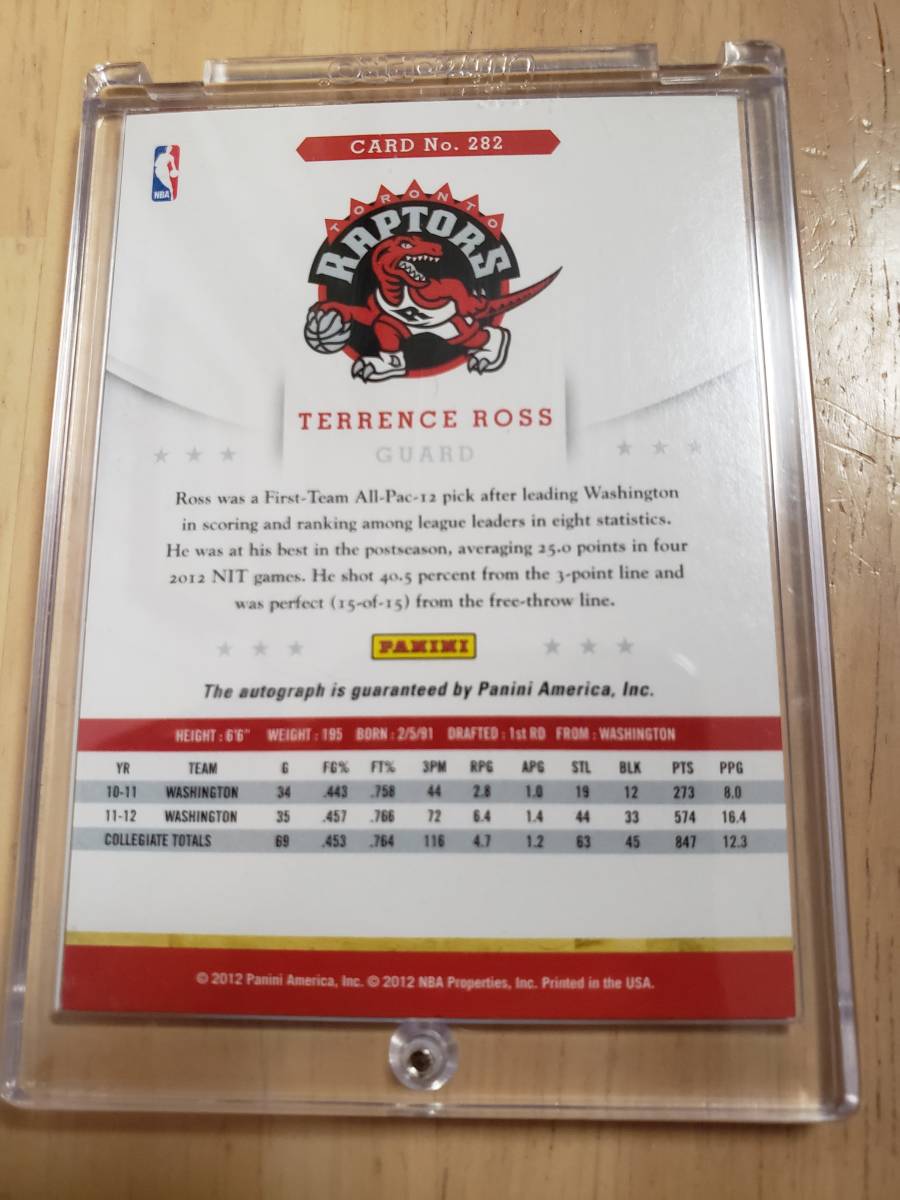 ultra·pro
CARD No. 282
NBA
TORONTO
RAPTORS
TERRENCE ROSS
GUARD
Ross was a First-Team All-Pac-12 pick after leading Washington
in scoring and ranking among league leaders in eight statistics.
He was at his best in the postseason, averaging 25.0 points in four
2012 NIT games. He shot 40.5 percent from the 3-point line and
was perfect (15-of-15) from the free-throw line.
PANINI
The autograph is guaranteed by Panini America, Inc.
HEIGHT : 6'6" WEIGHT : 195 BORN : 2/5/91 DRAFTED : 1st RD FROM : WASHINGTON
YR TEAM G FG% FT% 3PM RPG APG STL BLK PTS PPG
10-11 WASHINGTON 34 .443 .758 44 2.8 1.0 19 12 273 8.0
11-12 WASHINGTON 35 .457 .766 72 6.4 1.4 44 33 574 16.4
COLLEGIATE TOTALS 69 .453 .764 116 4.7 1.2 63 45 847 12.3
© 2012 Panini America, Inc. © 2012 NBA Properties, Inc. Printed in the USA.